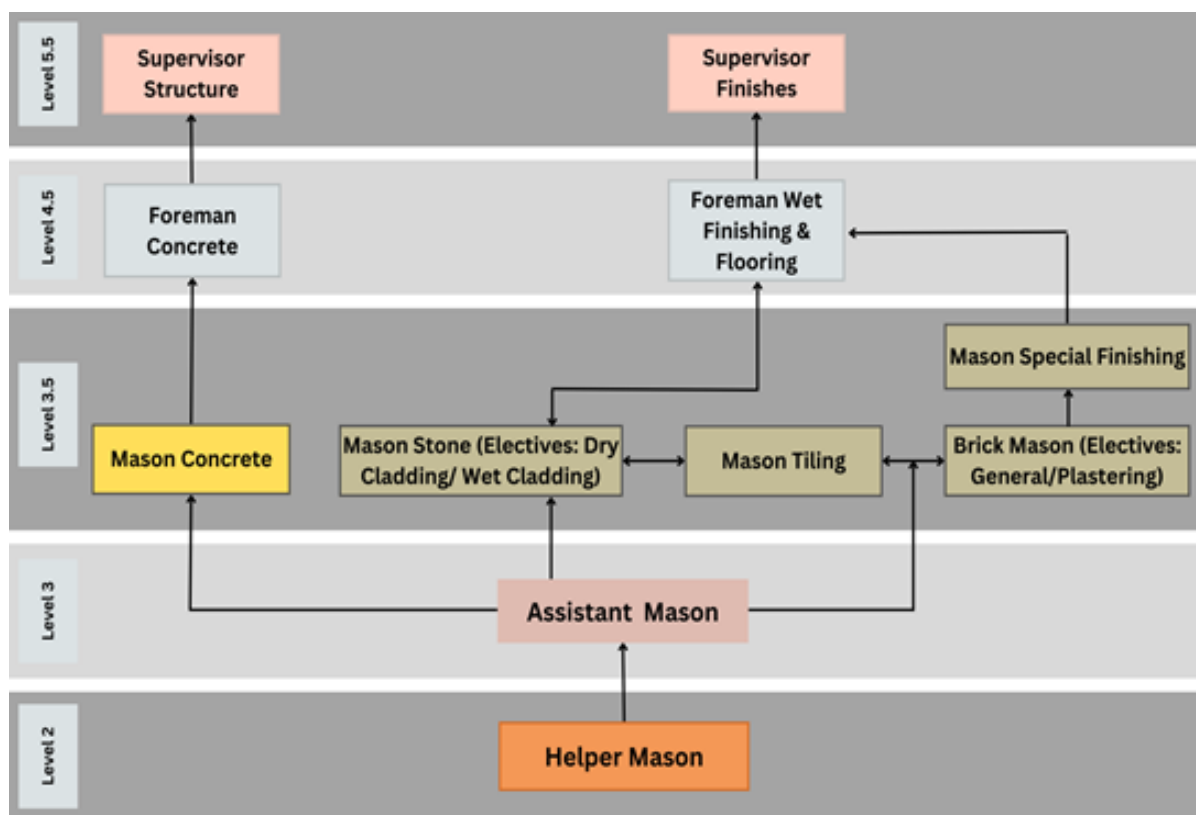 Level 5.5
Supervisor
Structure
Supervisor
Finishes
Level 4.5
Foreman
Concrete
Foreman Wet
Finishing &
Flooring
Level 3.5
Mason Special Finishing
Mason Concrete
Mason Stone (Electives: Dry
Cladding/ Wet Cladding)
Mason Tiling
Brick Mason (Electives:
General/Plastering)
Level 3
Assistant Mason
Level 2
Helper Mason